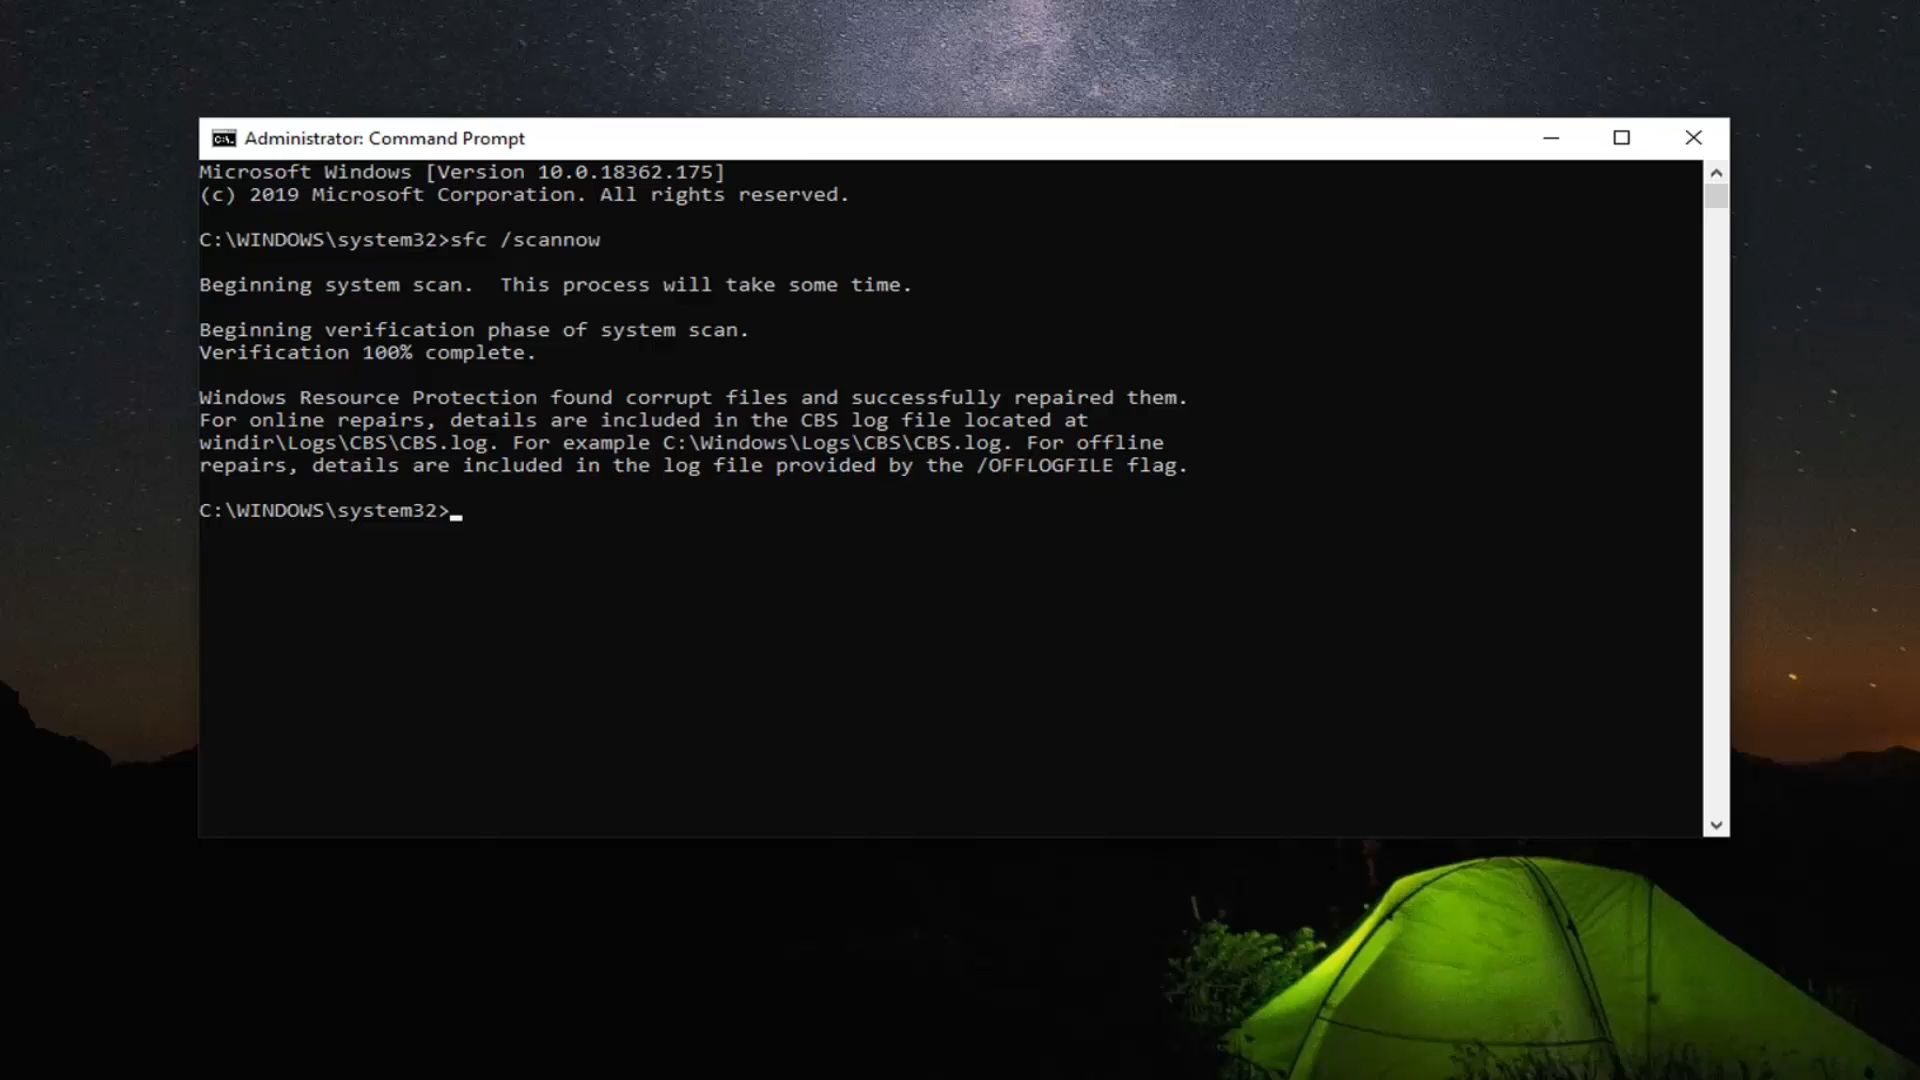 Administrator: Command Prompt
Microsoft Windows [Version 10.0.18362.175]
(c) 2019 Microsoft Corporation. All rights reserved.
C:\WINDOWS\system32>sfc /scannow
Beginning system scan.  This process will take some time.
Beginning verification phase of system scan.
Verification 100% complete.
Windows Resource Protection found corrupt files and successfully repaired them.
For online repairs, details are included in the CBS log file located at
windir\Logs\CBS\CBS.log. For example C:\Windows\Logs\CBS\CBS.log. For offline
repairs, details are included in the log file provided by the /OFFLOGFILE flag.
C:\WINDOWS\system32>